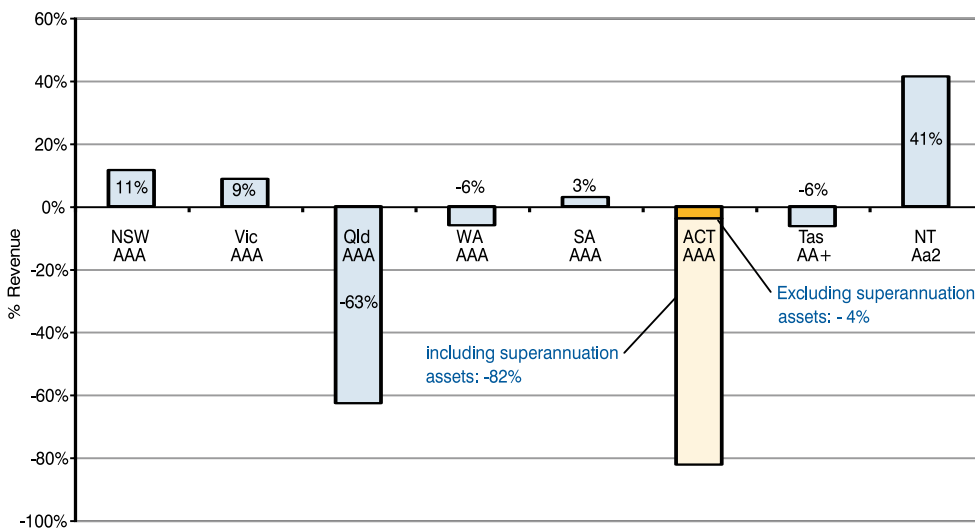 60%
40%
20%
0%
-20%
-40%
-60%
-80%
-100%
% Revenue
11%
9%
-63%
-6%
3%
-6%
41%
NSW
AAA
Vic
AAA
Qld
AAA
WA
AAA
SA
AAA
ACT
AAA
Tas
AA+
NT
Aa2
Excluding superannuation
assets: - 4%
including superannuation
assets: -82%